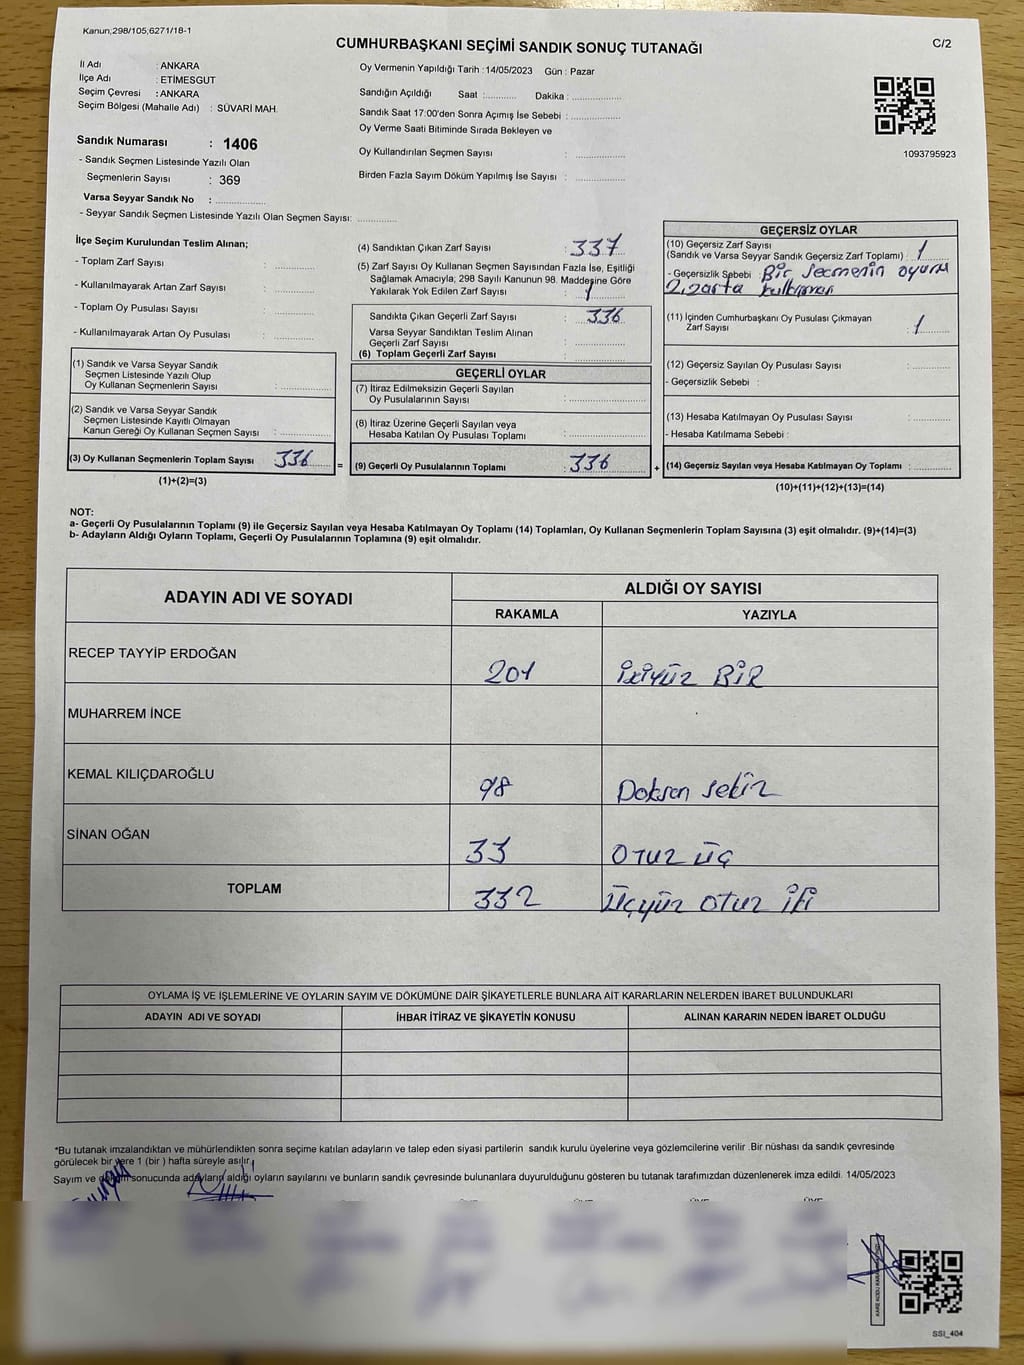 Kanun;298/105,6271/18-1
CUMHURBAŞKANI SEÇİMİ SANDIK SONUÇ TUTANAĞI
C/2
İl Adı : ANKARA
İlçe Adı : ETİMESGUT
Seçim Çevresi : ANKARA
Seçim Bölgesi (Mahalle Adı) : SÜVARİ MAH.
Sandık Numarası : 1406
- Sandık Seçmen Listesinde Yazılı Olan
Seçmenlerin Sayısı : 369
Varsa Seyyar Sandık No : ..............
- Seyyar Sandık Seçmen Listesinde Yazılı Olan Seçmen Sayısı: ............
Oy Vermenin Yapıldığı Tarih : 14/05/2023 Gün : Pazar
Sandığın Açıldığı Saat :........... Dakika : ..............
Sandık Saat 17:00'den Sonra Açımış İse Sebebi : ..............
Oy Verme Saati Bitiminde Sırada Bekleyen ve
Oy Kullandırılan Seçmen Sayısı : ..............
Birden Fazla Sayım Döküm Yapılmış İse Sayısı : ..............
1093795923
İlçe Seçim Kurulundan Teslim Alınan;
- Toplam Zarf Sayısı : ..............
- Kullanılmayarak Artan Zarf Sayısı : ..............
- Toplam Oy Pusulası Sayısı : ..............
- Kullanılmayarak Artan Oy Pusulası : ..............
(1) Sandık ve Varsa Seyyar Sandık
Seçmen Listesinde Yazılı Olup
Oy Kullanan Seçmenlerin Sayısı : ..............
(2) Sandık ve Varsa Seyyar Sandık
Seçmen Listesinde Kayıtlı Olmayan
Kanun Gereği Oy Kullanan Seçmen Sayısı : ..............
(3) Oy Kullanan Seçmenlerin Toplam Sayısı : 336
(1)+(2)=(3)
(4) Sandıktan Çıkan Zarf Sayısı : 337
(5) Zarf Sayısı Oy Kullanan Seçmen Sayısından Fazla İse, Eşitliği
Sağlamak Amacıyla, 298 Sayılı Kanunun 98. Maddesine Göre
Yakılarak Yok Edilen Zarf Sayısı : 1
Sandıkta Çıkan Geçerli Zarf Sayısı : 336
Varsa Seyyar Sandıktan Teslim Alınan
Geçerli Zarf Sayısı : ..............
(6) Toplam Geçerli Zarf Sayısı : ..............
GEÇERLİ OYLAR
(7) İtiraz Edilmeksizin Geçerli Sayılan
Oy Pusulalarının Sayısı : ..............
(8) İtiraz Üzerine Geçerli Sayılan veya
Hesaba Katılan Oy Pusulası Toplamı : ..............
= (9) Geçerli Oy Pusulalarının Toplamı : 336
GEÇERSİZ OYLAR
(10) Geçersiz Zarf Sayısı
(Sandık ve Varsa Seyyar Sandık Geçersiz Zarf Toplamı) : 1
- Geçersizlik Sebebi : Bir Seçmenin oyunu
2. zarta
(11) İçinden Cumhurbaşkanı Oy Pusulası Çıkmayan
Zarf Sayısı : 1
(12) Geçersiz Sayılan Oy Pusulası Sayısı : ..............
- Geçersizlik Sebebi :
(13) Hesaba Katılmayan Oy Pusulası Sayısı : ..............
- Hesaba Katılmama Sebebi :
+ (14) Geçersiz Sayılan veya Hesaba Katılmayan Oy Toplamı : ..............
(10)+(11)+(12)+(13)=(14)
NOT:
a- Geçerli Oy Pusulalarının Toplamı (9) ile Geçersiz Sayılan veya Hesaba Katılmayan Oy Toplamı (14) Toplamları, Oy Kullanan Seçmenlerin Toplam Sayısına (3) eşit olmalıdır. (9)+(14)=(3)
b- Adayların Aldığı Oyların Toplamı, Geçerli Oy Pusulalarının Toplamına (9) eşit olmalıdır.
ADAYIN ADI VE SOYADI
ALDIĞI OY SAYISI
RAKAMLA YAZIYLA
RECEP TAYYİP ERDOĞAN 201 İKİYÜZ BİR
MUHARREM İNCE
KEMAL KILIÇDAROĞLU 98 Doksan sekiz
SİNAN OĞAN 33 OTUZ ÜÇ
TOPLAM 332 Üçyüz OTUZ İKİ
OYLAMA İŞ VE İŞLEMLERİNE VE OYLARIN SAYIM VE DÖKÜMÜNE DAİR ŞİKAYETLERLE BUNLARA AİT KARARLARIN NELERDEN İBARET BULUNDUKLARI
ADAYIN ADI VE SOYADI İHBAR İTİRAZ VE ŞİKAYETİN KONUSU ALINAN KARARIN NEDEN İBARET OLDUĞU
*Bu tutanak imzalandıktan ve mühürlendikten sonra seçime katılan adayların ve talep eden siyasi partilerin sandık kurulu üyelerine veya gözlemcilerine verilir .Bir nüshası da sandık çevresinde
görülecek bir yere 1 (bir ) hafta süreyle asılır.
Sayım ve döküm sonucunda adayların aldığı oyların sayılarını ve bunların sandık çevresinde bulunanlara duyurulduğunu gösteren bu tutanak tarafımızdan düzenlenerek imza edildi. 14/05/2023
SSI_404